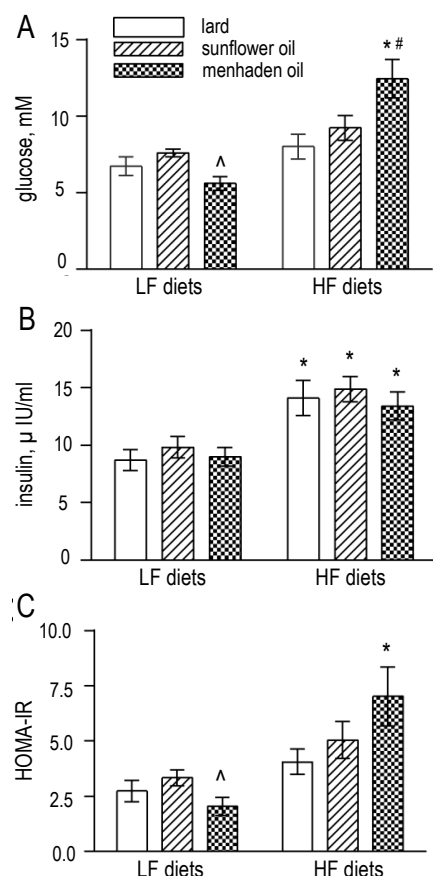 A
lard
sunflower oil
menhaden oil
15
10
5
0
glucose, mM
^
* #
LF diets
HF diets
B
20
15
10
5
0
insulin, µ IU/ml
*
*
*
LF diets
HF diets
C
10.0
7.5
5.0
2.5
0.0
HOMA-IR
^
*
LF diets
HF diets